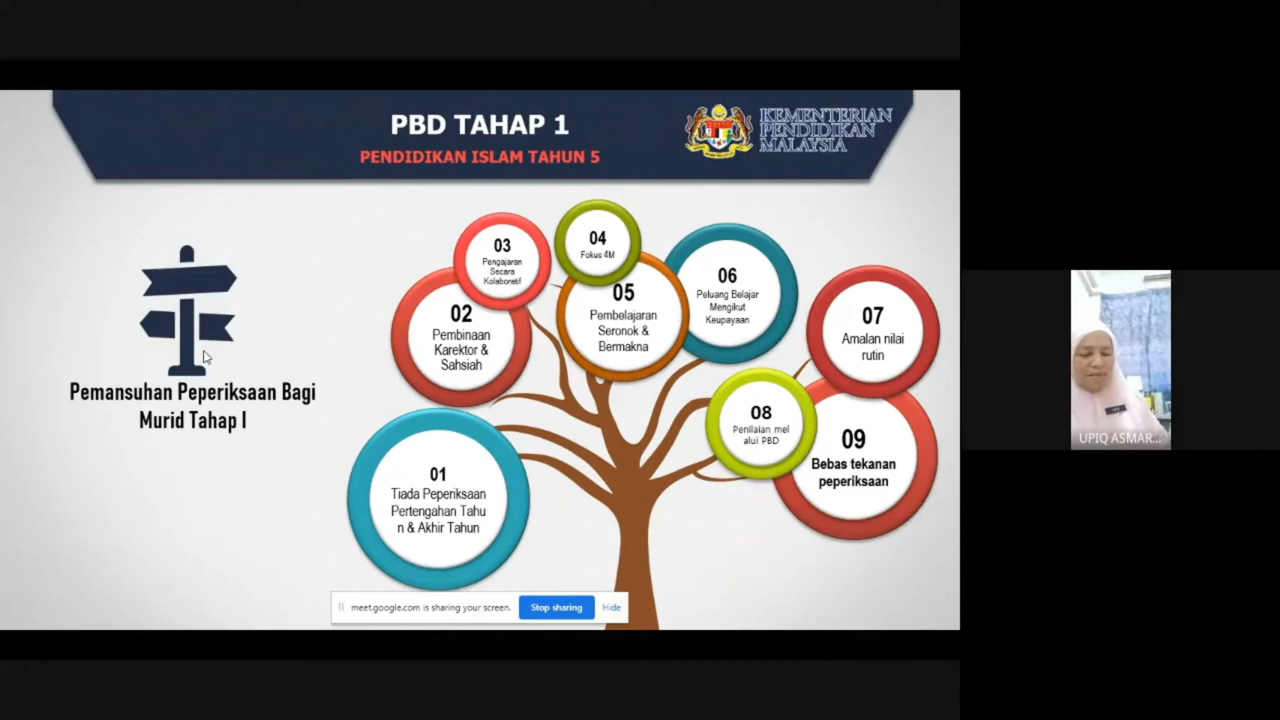 PBD TAHAP 1
PENDIDIKAN ISLAM TAHUN 5
KEMENTERIAN
PENDIDIKAN
MALAYSIA
Pemansuhan Peperiksaan Bagi
Murid Tahap I
01
Tiada Peperiksaan
Pertengahan Tahu
n & Akhir Tahun
02
Pembinaan
Karektor &
Sahsiah
03
Pengajaran
Secara
Kolaboratif
04
Fokus 4M
05
Pembelajaran
Seronok &
Bermakna
06
Peluang Belajar
Mengikut
Keupayaan
07
Amalan nilai
rutin
08
Penilaian mel
alui PBD
09
Bebas tekanan
peperiksaan
meet.google.com is sharing your screen.
Stop sharing
Hide
UPIQ ASMAR...